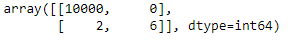 array([[10000,     0],
       [    2,     6]], dtype=int64)